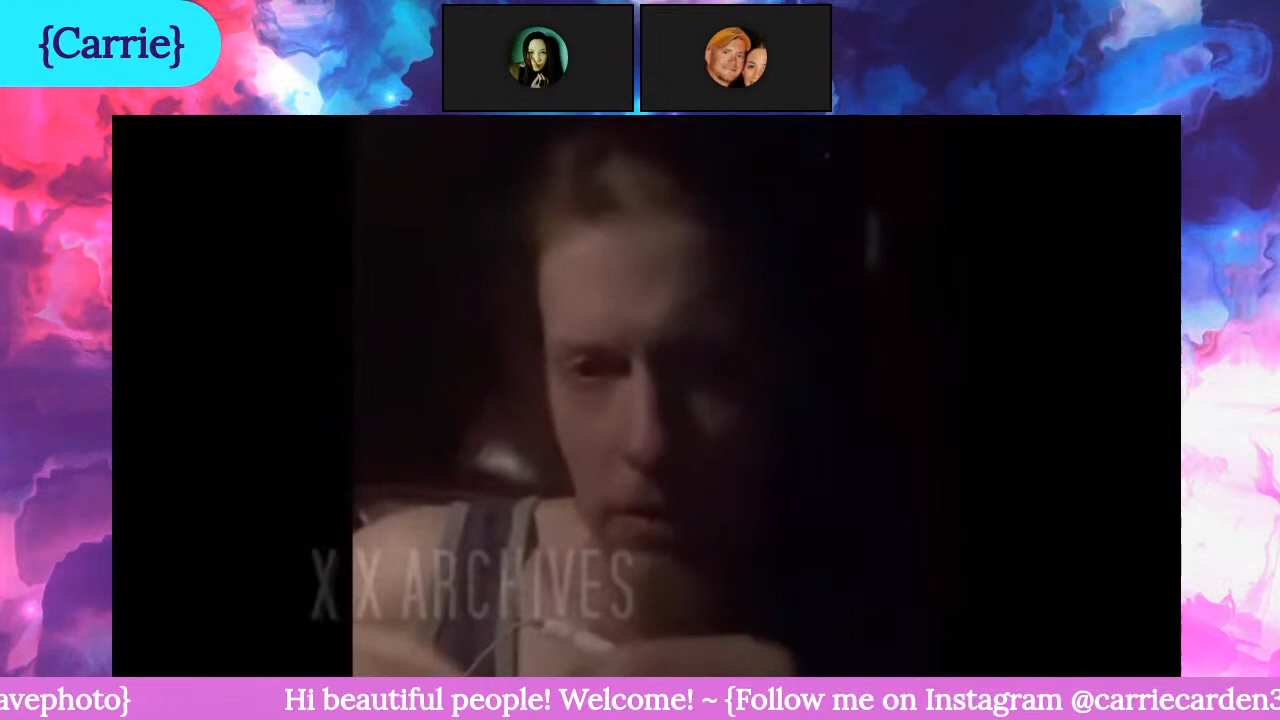 {Carrie}
X X ARCHIVES
avephoto} Hi beautiful people! Welcome! ~ {Follow me on Instagram @carriecarden3